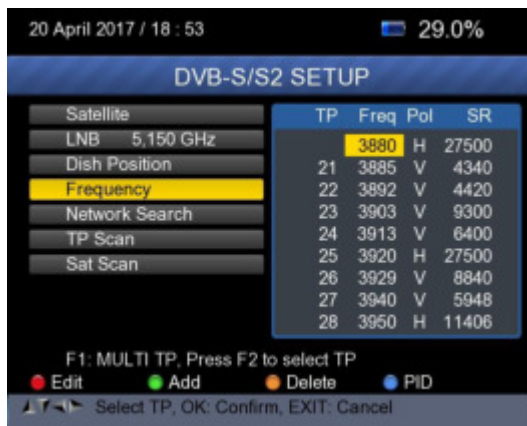 20 April 2017 / 18 : 53 29.0%
DVB-S/S2 SETUP
Satellite
LNB 5,150 GHz
Dish Position
Frequency
Network Search
TP Scan
Sat Scan
TP Freq Pol SR
3880 H 27500
21 3885 V 4340
22 3892 V 4420
23 3903 V 9300
24 3913 V 6400
25 3920 H 27500
26 3929 V 8840
27 3940 V 5948
28 3950 H 11406
F1: MULTI TP, Press F2 to select TP
Edit Add Delete PID
Select TP, OK: Confirm, EXIT: Cancel